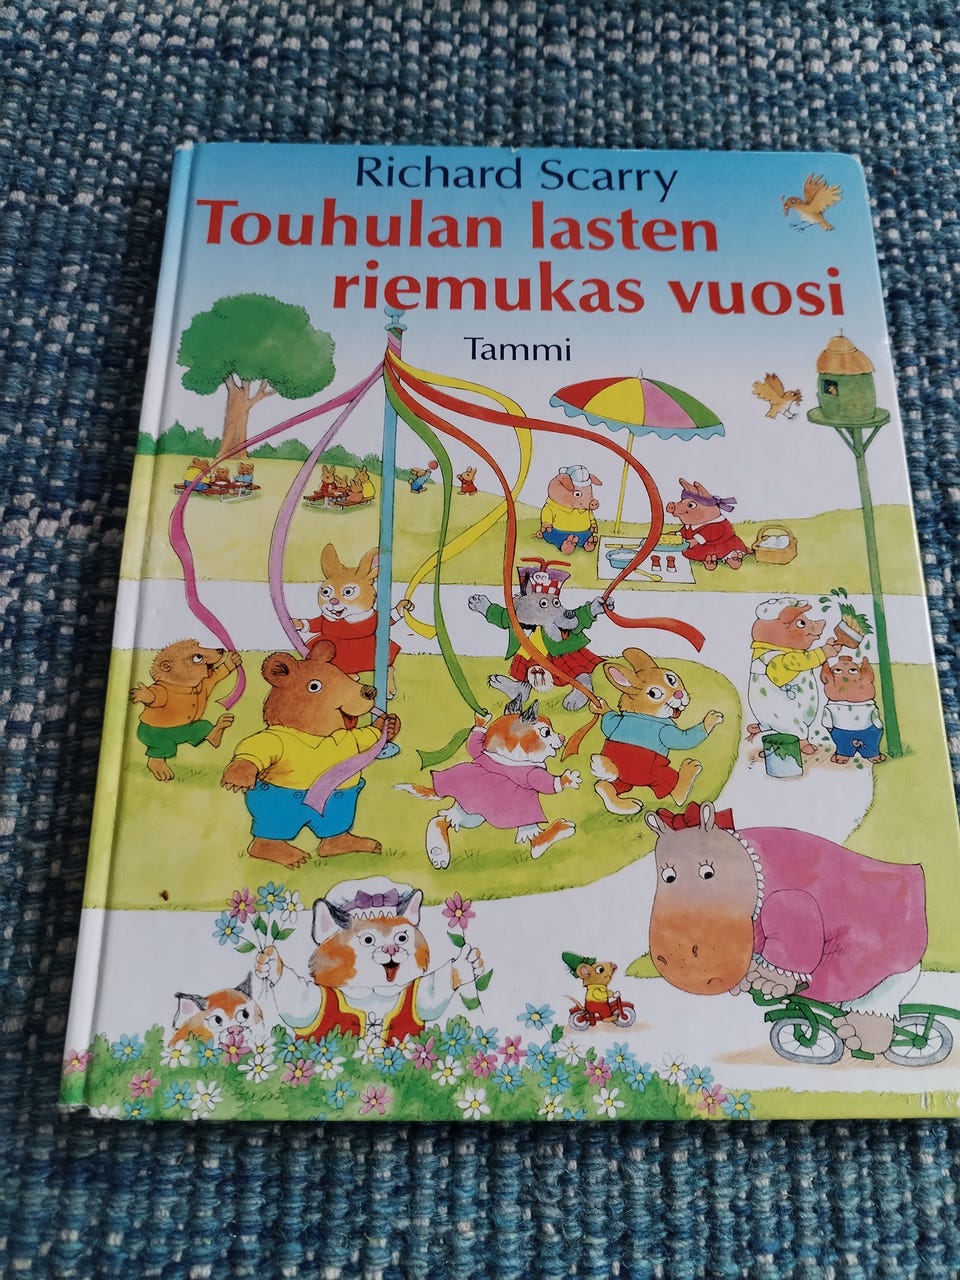 Richard Scarry
Touhulan lasten
riemukas vuosi
Tammi